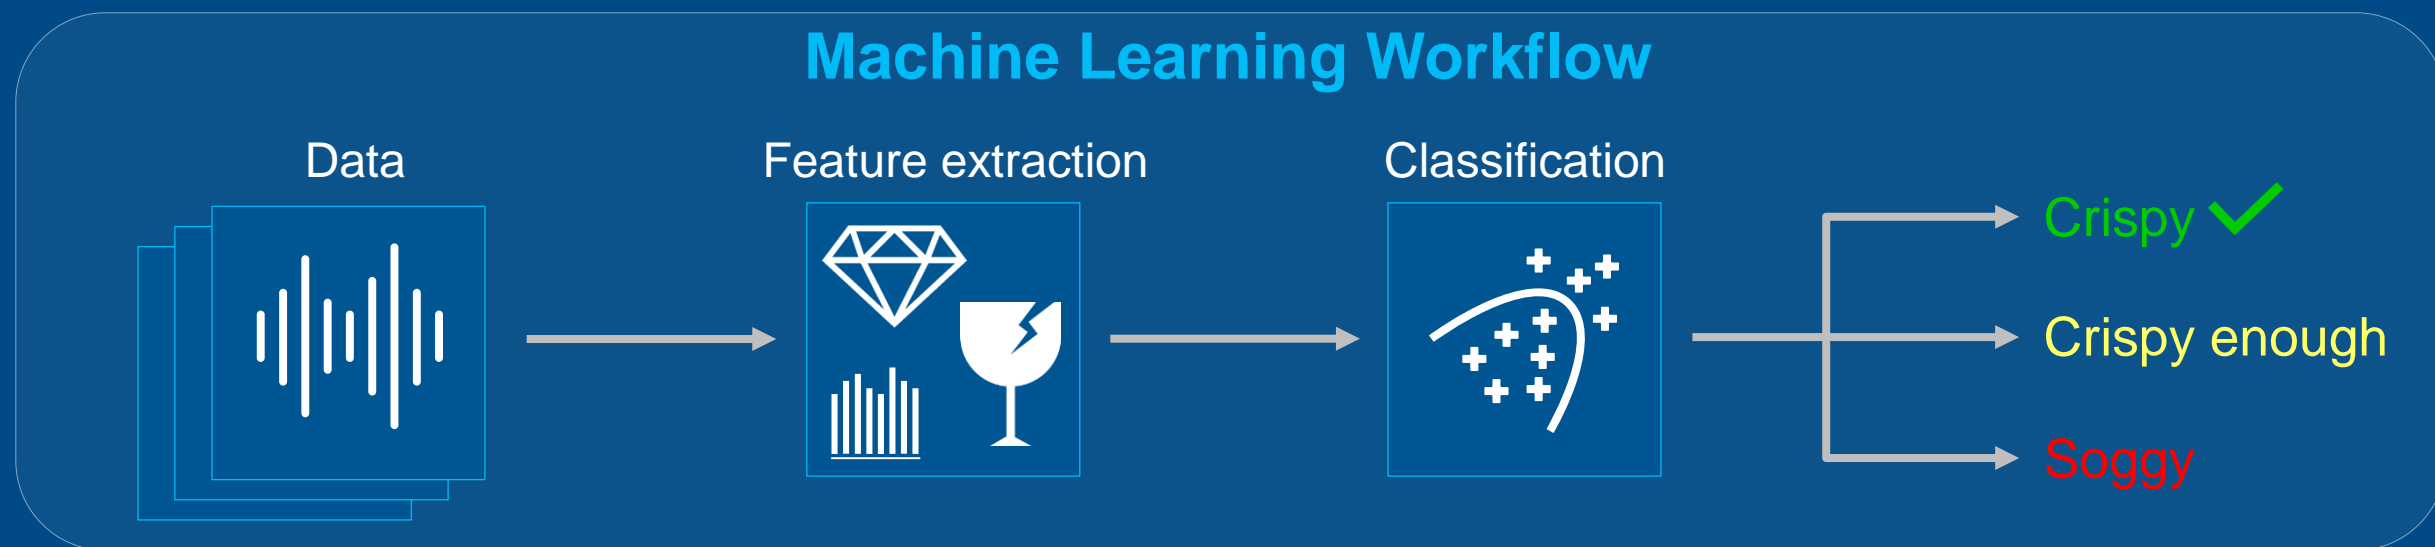 Machine Learning Workflow
Data
Feature extraction
Classification
Crispy
Crispy enough
Soggy